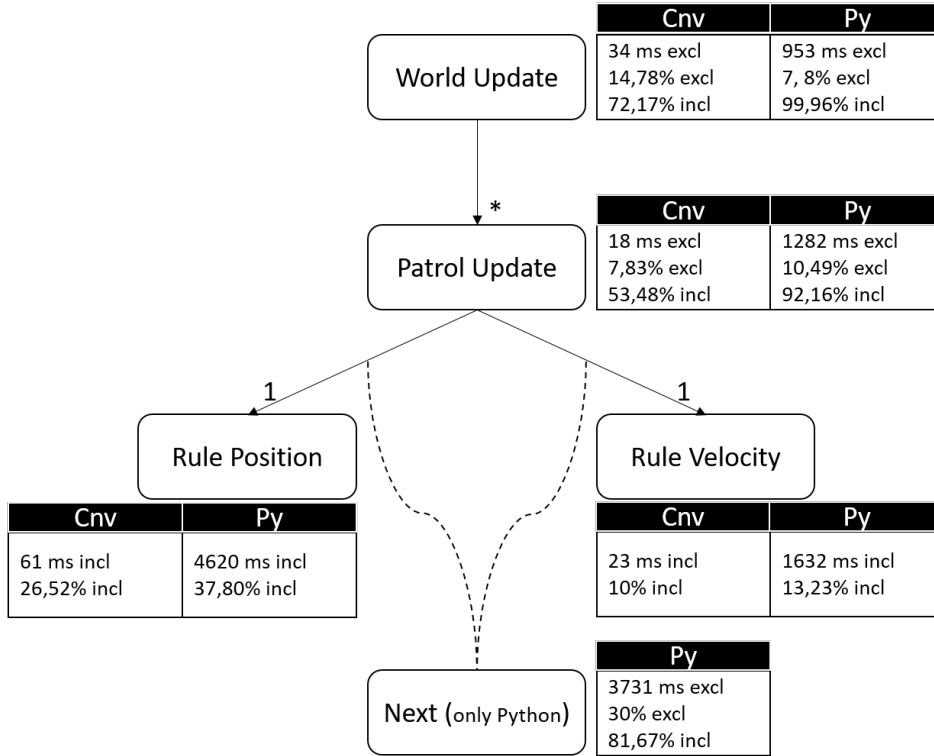 World Update
Cnv Py
34 ms excl 953 ms excl
14,78% excl 7, 8% excl
72,17% incl 99,96% incl
*
Patrol Update
Cnv Py
18 ms excl 1282 ms excl
7,83% excl 10,49% excl
53,48% incl 92,16% incl
1 1
Rule Position
Cnv Py
61 ms incl 4620 ms incl
26,52% incl 37,80% incl
Rule Velocity
Cnv Py
23 ms incl 1632 ms incl
10% incl 13,23% incl
Next (only Python)
Py
3731 ms excl
30% excl
81,67% incl